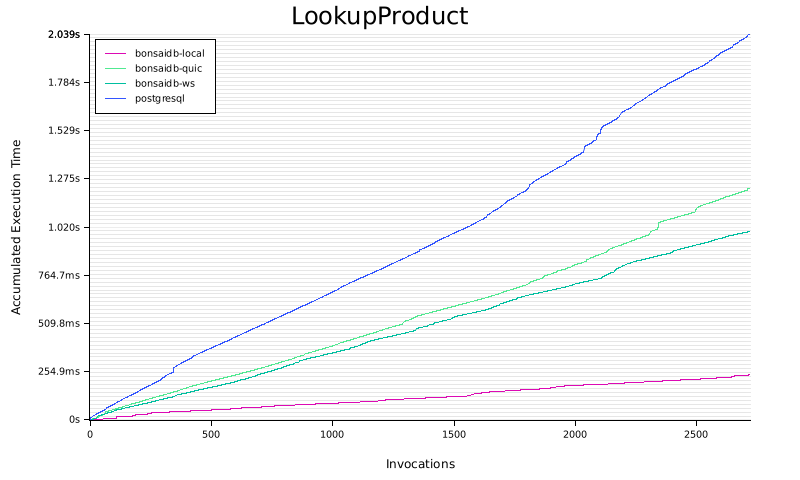 LookupProduct
2.039s
1.784s
1.529s
1.275s
1.020s
764.7ms
509.8ms
254.9ms
0s
Accumulated Execution Time
bonsaidb-local
bonsaidb-quic
bonsaidb-ws
postgresql
0 500 1000 1500 2000 2500
Invocations